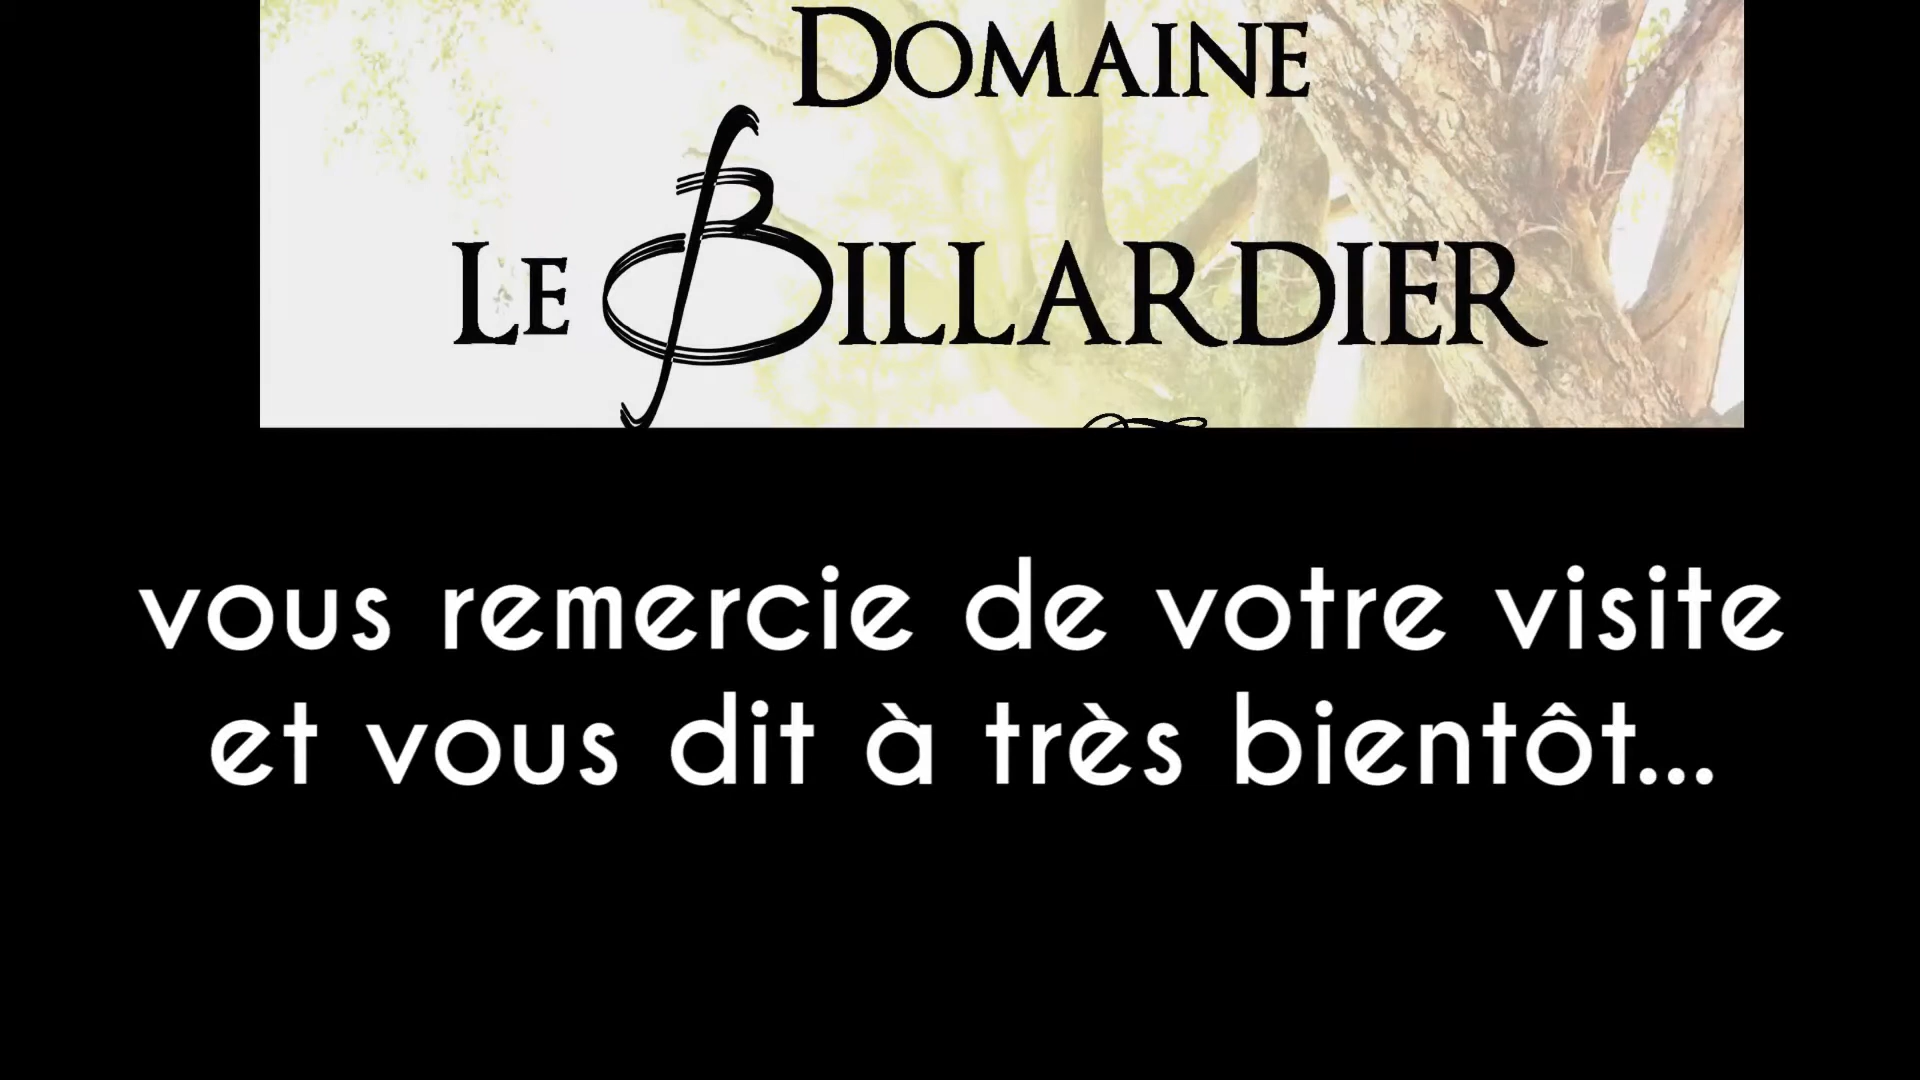 DOMAINE
LE BILLARDIER
vous remercie de votre visite
et vous dit à très bientôt...